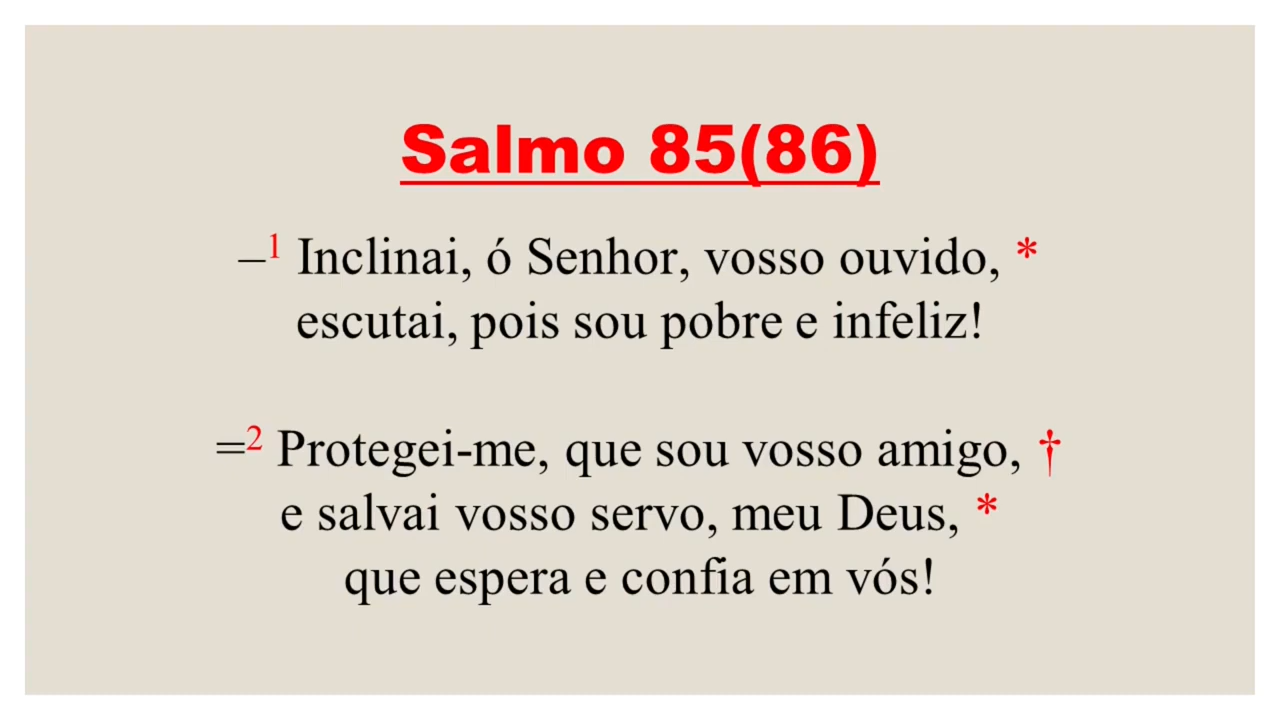 Salmo 85(86)
–1 Inclinai, ó Senhor, vosso ouvido, *
escutai, pois sou pobre e infeliz!
=2 Protegei-me, que sou vosso amigo, †
e salvai vosso servo, meu Deus, *
que espera e confia em vós!